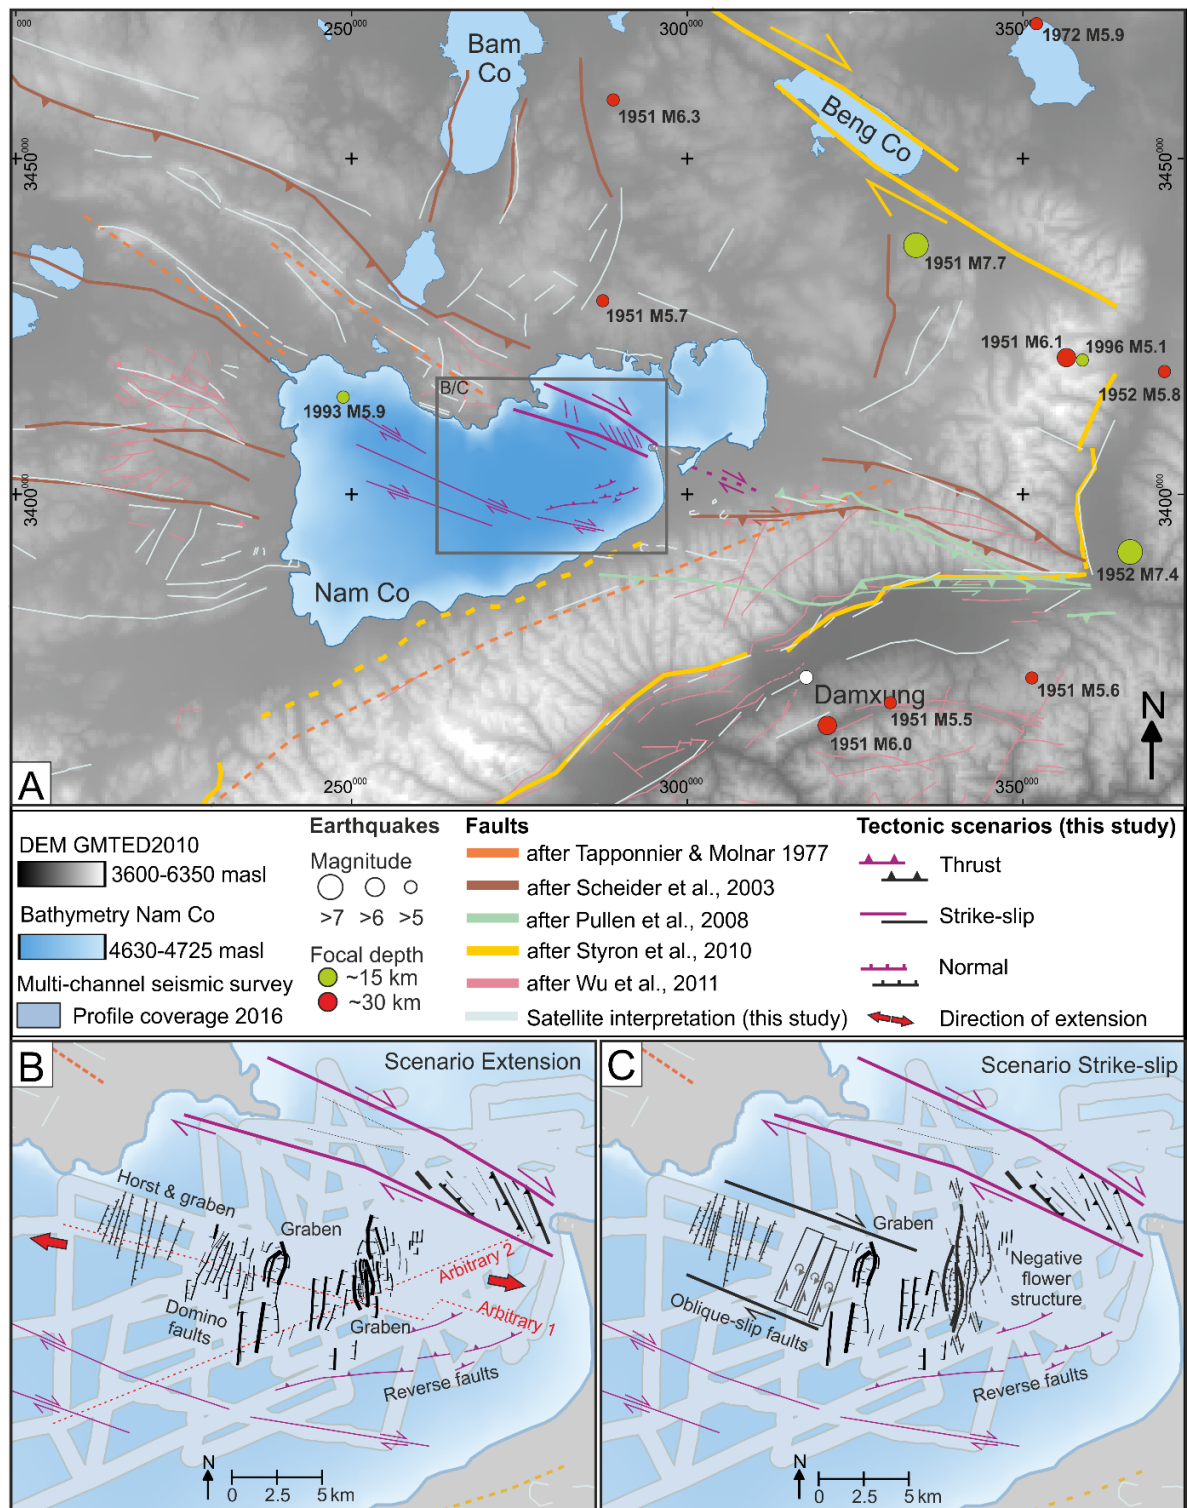 000
250000
300000
350000
Bam
Co
1972 M5.9
1951 M6.3
Beng Co
3450000
3450000
1951 M7.7
1951 M5.7
1951 M6.1
1996 M5.1
1952 M5.8
B/C
1993 M5.9
3400000
3400000
Nam Co
1952 M7.4
Damxung
1951 M5.6
1951 M5.5
1951 M6.0
N
A
250000
300000
350000
DEM GMTED2010
3600-6350 masl
Bathymetry Nam Co
4630-4725 masl
Multi-channel seismic survey
Profile coverage 2016
Earthquakes
Magnitude
>7 >6 >5
Focal depth
~15 km
~30 km
Faults
after Tapponnier & Molnar 1977
after Scheider et al., 2003
after Pullen et al., 2008
after Styron et al., 2010
after Wu et al., 2011
Satellite interpretation (this study)
Tectonic scenarios (this study)
Thrust
Strike-slip
Normal
Direction of extension
B
Scenario Extension
Horst & graben
Graben
Arbitrary 2
Domino
faults
Graben
Arbitrary 1
Reverse faults
N
0 2.5 5 km
C
Scenario Strike-slip
Graben
Negative
flower
structure
Oblique-slip faults
Reverse faults
N
0 2.5 5 km